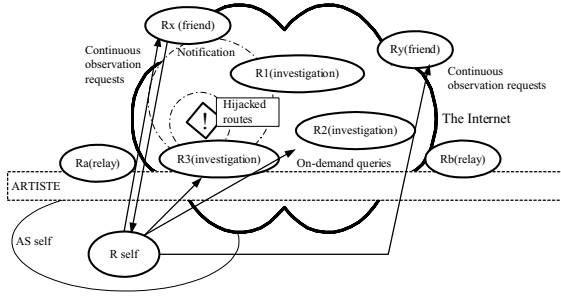 Rx (friend)
Continuous
observation
requests
Notification
Ry(friend)
Continuous
observation requests
R1(investigation)
Hijacked
routes
!
The Internet
R2(investigation)
Ra(relay)
R3(investigation)
On-demand queries
Rb(relay)
ARTISTE
AS self
R self